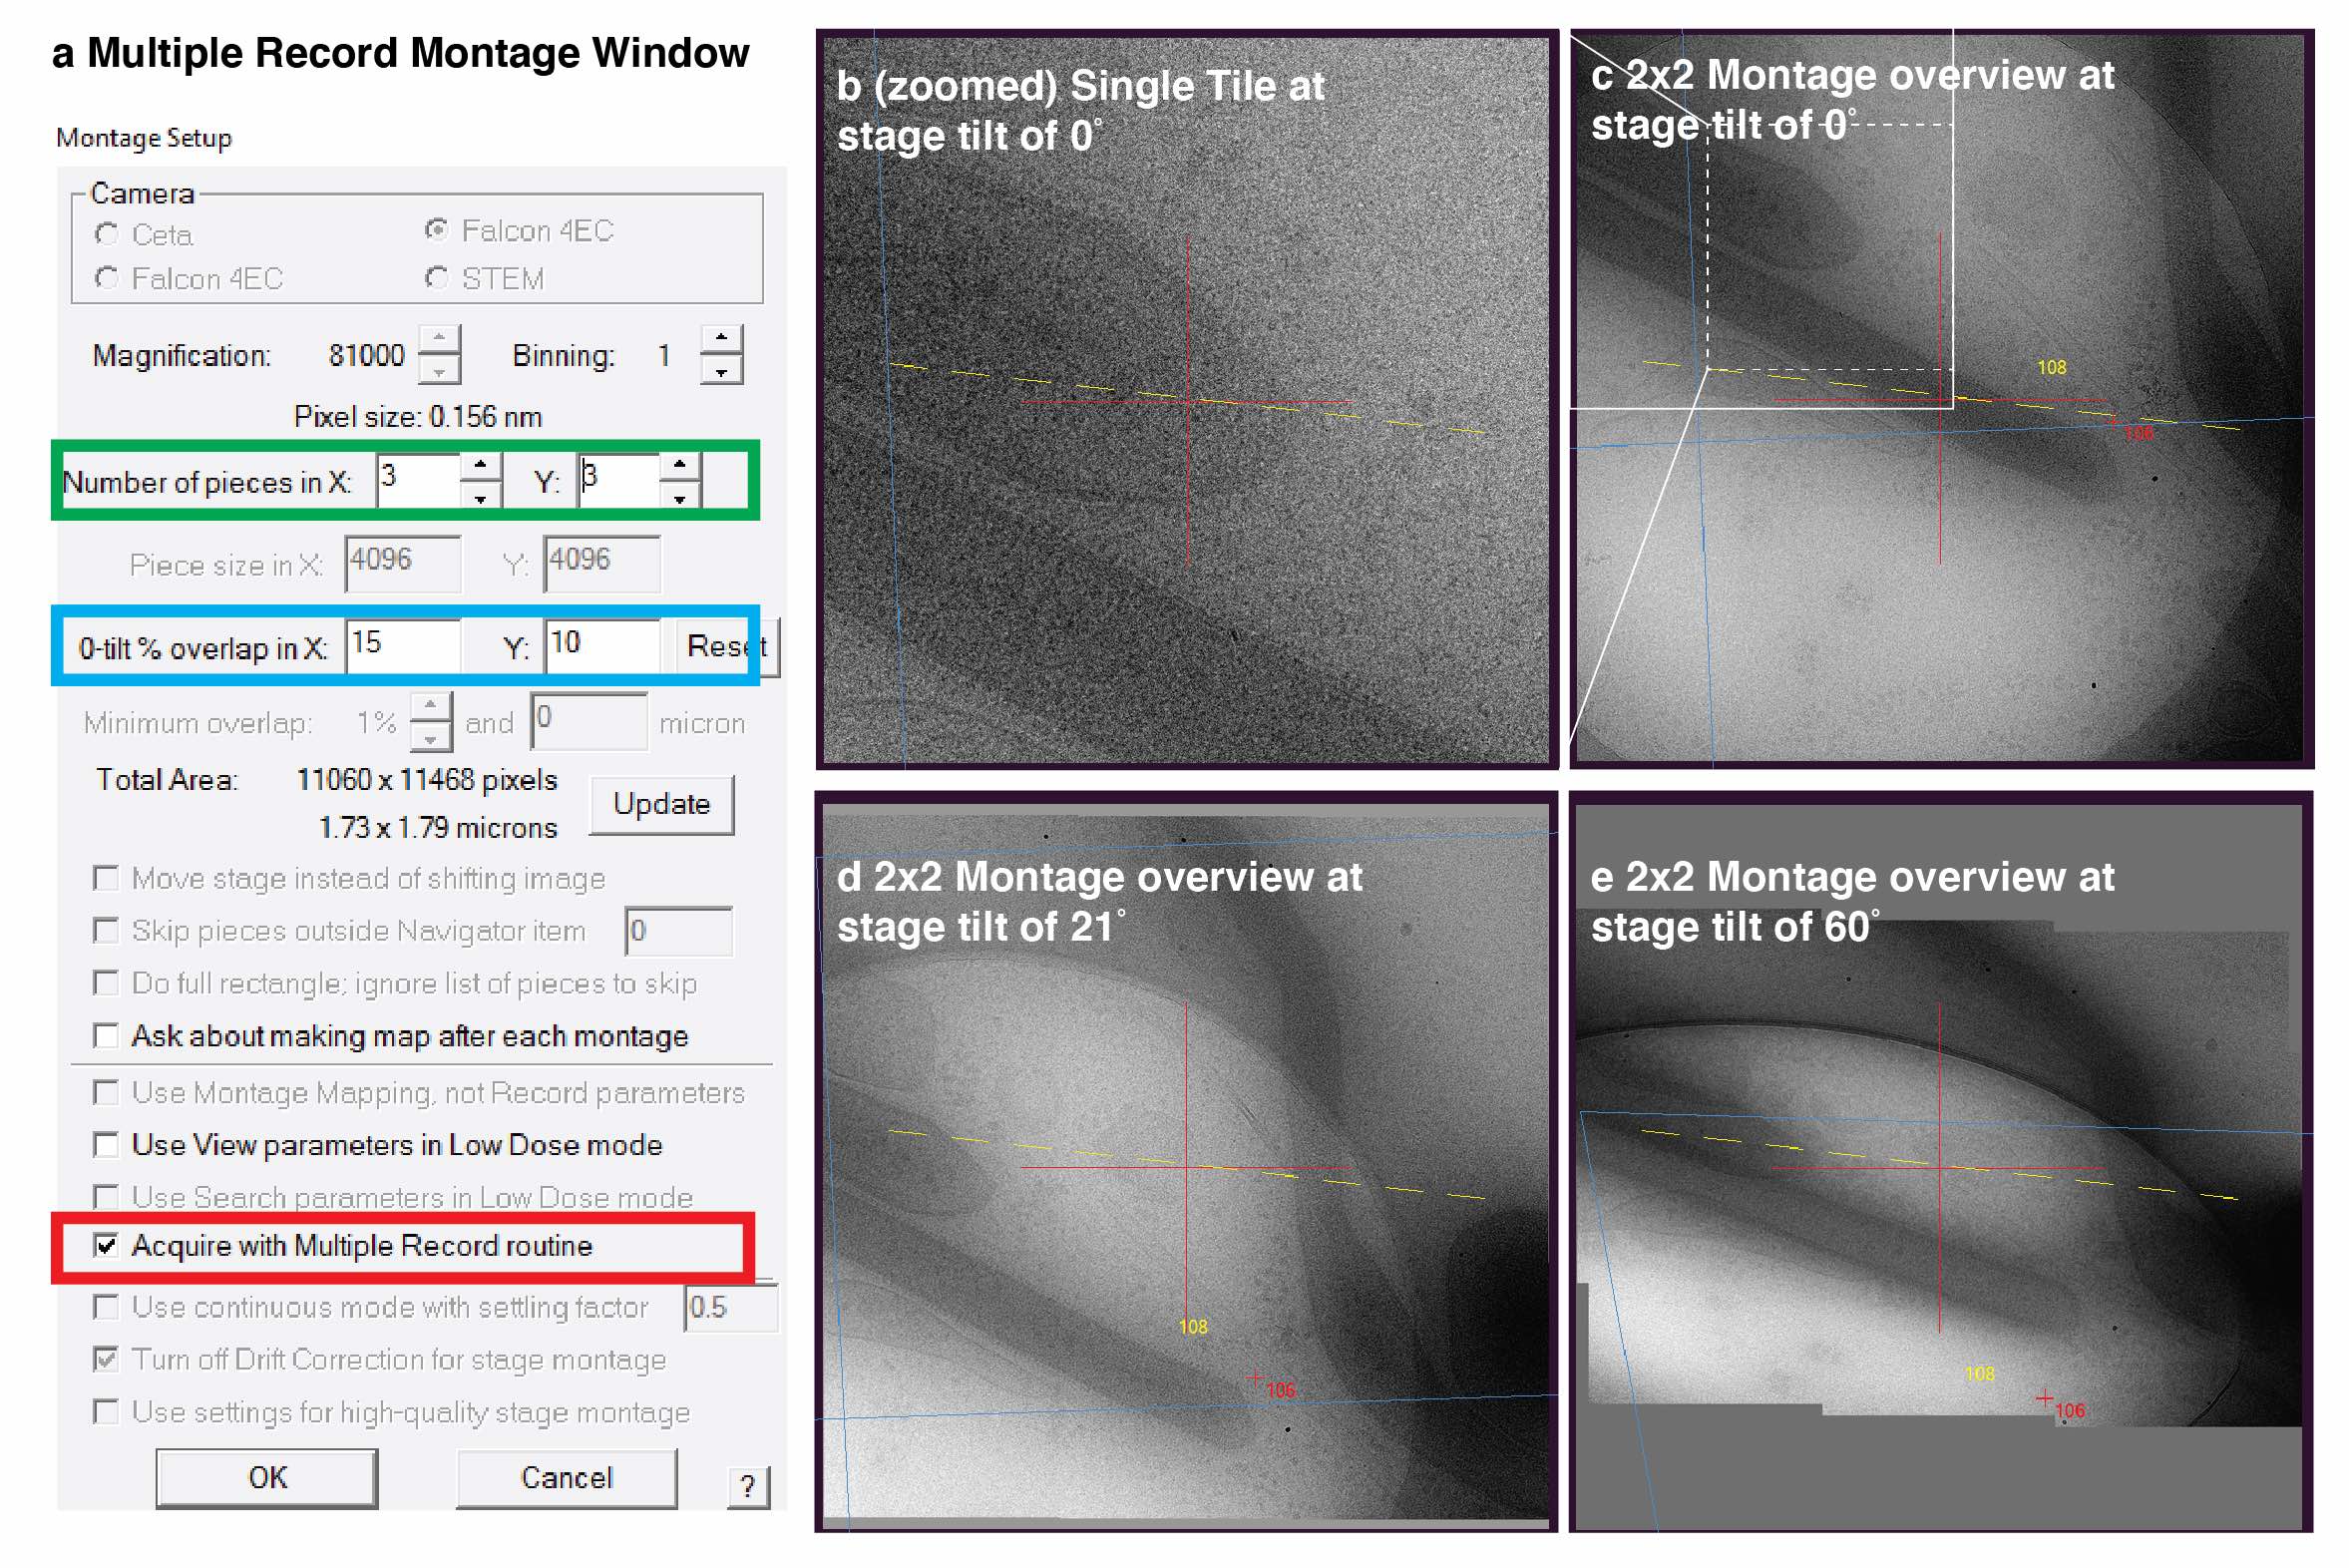 a Multiple Record Montage Window
Montage Setup
Camera
Ceta
Falcon 4EC
Falcon 4EC
STEM
Magnification: 81000 Binning: 1
Pixel size: 0.156 nm
Number of pieces in X: 3 Y: 3
Piece size in X: 4096 Y: 4096
0-tilt % overlap in X: 15 Y: 10 Reset
Minimum overlap: 1% and 0 micron
Total Area: 11060 x 11468 pixels
1.73 x 1.79 microns
Update
Move stage instead of shifting image
Skip pieces outside Navigator item 0
Do full rectangle; ignore list of pieces to skip
Ask about making map after each montage
Use Montage Mapping, not Record parameters
Use View parameters in Low Dose mode
Use Search parameters in Low Dose mode
Acquire with Multiple Record routine
Use continuous mode with settling factor 0.5
Turn off Drift Correction for stage montage
Use settings for high-quality stage montage
OK Cancel ?
b (zoomed) Single Tile at
stage tilt of 0°
c 2x2 Montage overview at
stage tilt of 0°
108
106
d 2x2 Montage overview at
stage tilt of 21°
108
106
e 2x2 Montage overview at
stage tilt of 60°
108
106